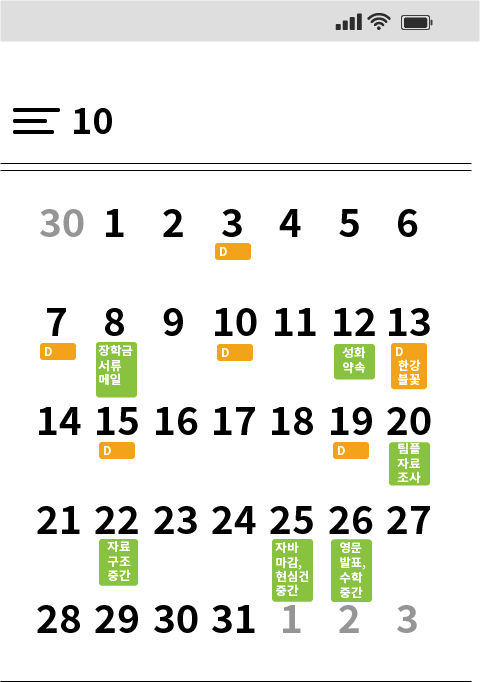 10
30 1 2 3 4 5 6
D
7 8 9 10 11 12 13
D
장학금
서류
메일
D
성화
약속
D
한강
불꽃
14 15 16 17 18 19 20
D
D
팀플
자료
조사
21 22 23 24 25 26 27
자료
구조
중간
자바
마감,
현심건
중간
영문
발표,
수학
중간
28 29 30 31 1 2 3